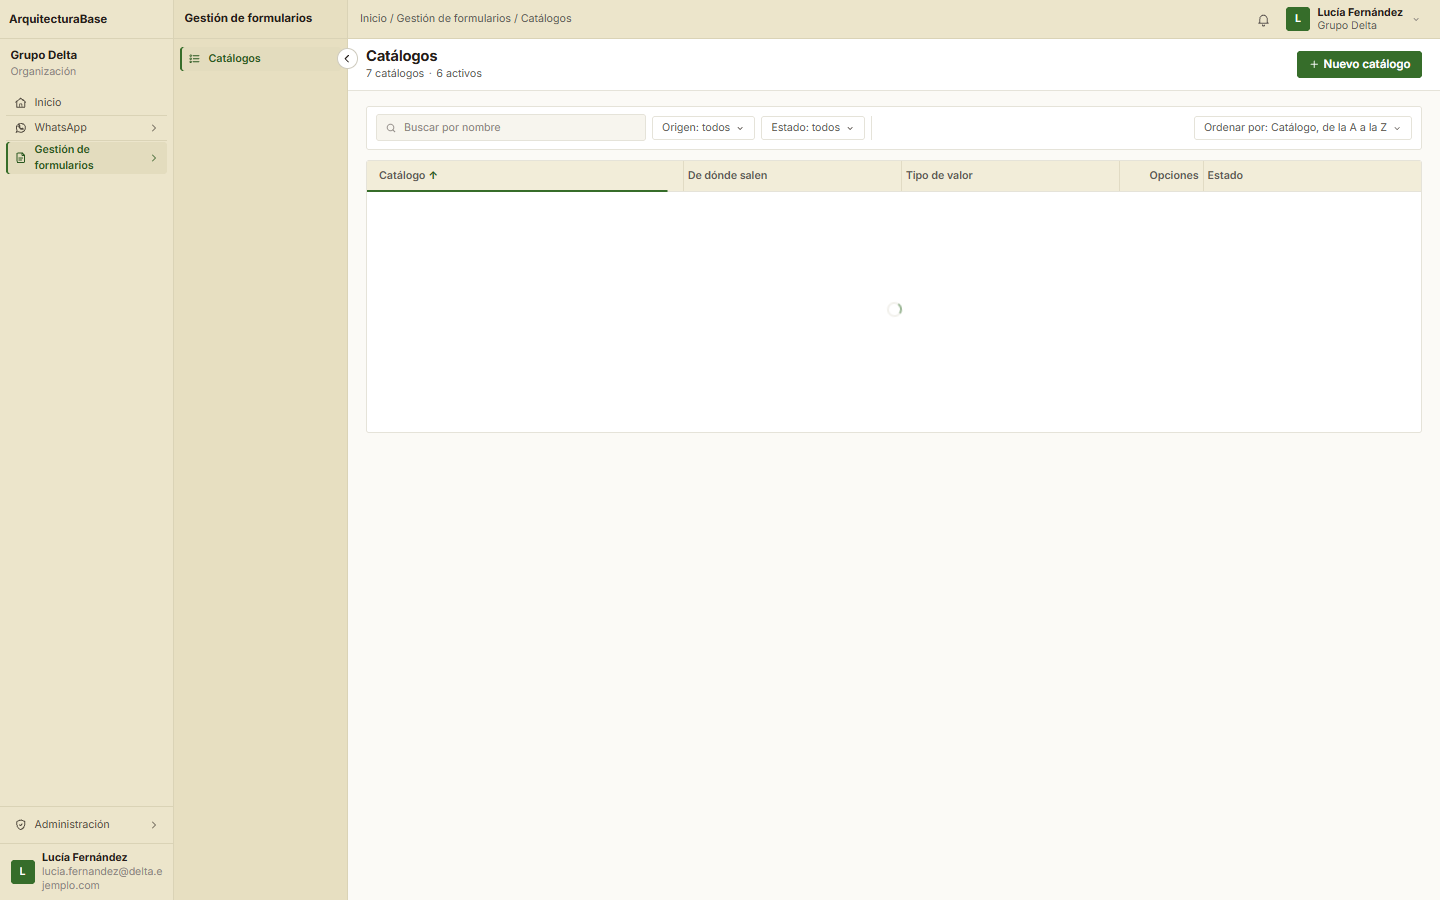 ArquitecturaBase
Grupo Delta
Organización
Inicio
WhatsApp
Gestión de
formularios
Administración
L
Lucía Fernández
lucia.fernandez@delta.e
jemplo.com
Gestión de formularios
Catálogos
Inicio / Gestión de formularios / Catálogos
L
Lucía Fernández
Grupo Delta
Catálogos
7 catálogos · 6 activos
+ Nuevo catálogo
Buscar por nombre
Origen: todos
Estado: todos
Ordenar por: Catálogo, de la A a la Z
Catálogo ↑
De dónde salen
Tipo de valor
Opciones
Estado